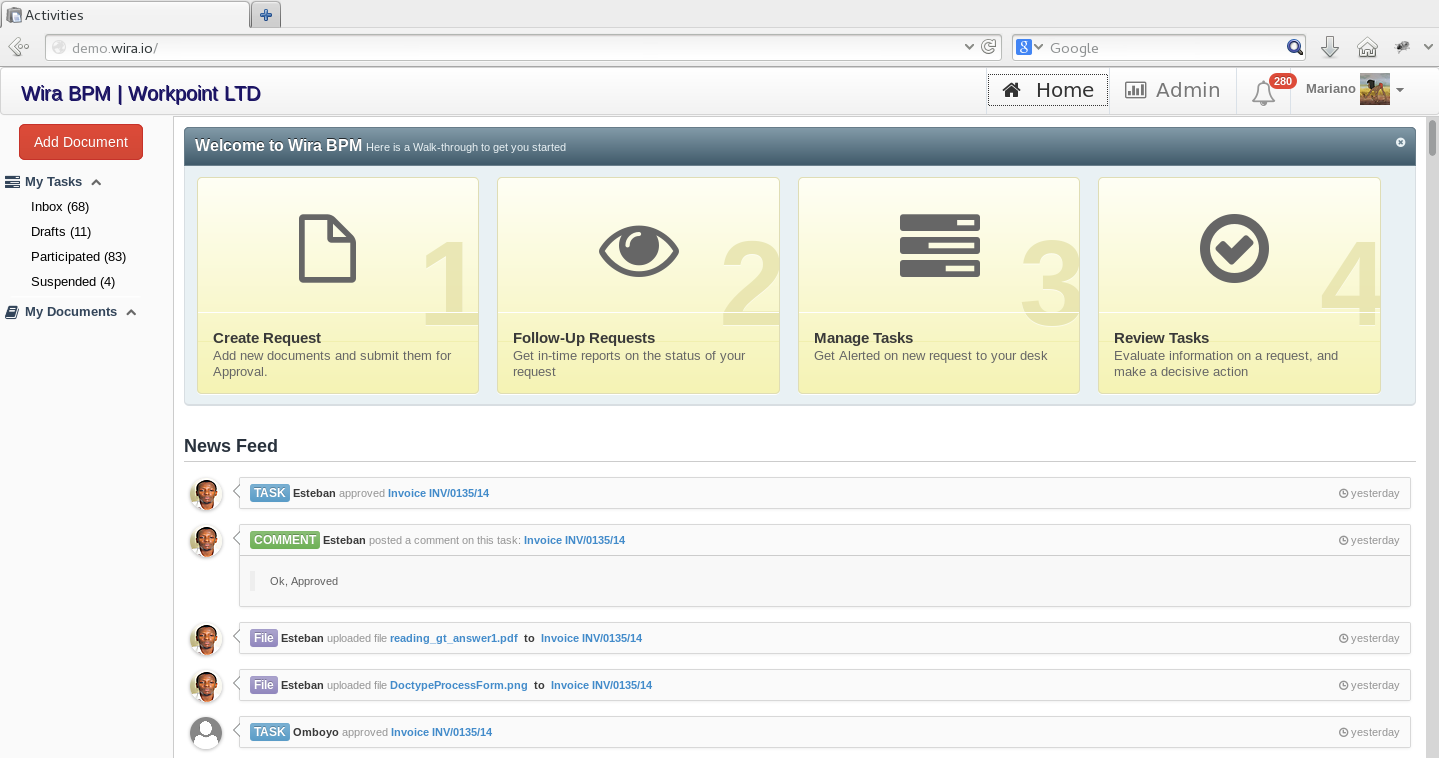 Activities
demo.wira.io/
Google
Wira BPM | Workpoint LTD
Home
Admin
280
Mariano
Add Document
My Tasks
Inbox (68)
Drafts (11)
Participated (83)
Suspended (4)
My Documents
Welcome to Wira BPM Here is a Walk-through to get you started
1
Create Request
Add new documents and submit them for
Approval.
2
Follow-Up Requests
Get in-time reports on the status of your
request
3
Manage Tasks
Get Alerted on new request to your desk
4
Review Tasks
Evaluate information on a request, and
make a decisive action
News Feed
TASK Esteban approved Invoice INV/0135/14 yesterday
COMMENT Esteban posted a comment on this task: Invoice INV/0135/14 yesterday
Ok, Approved
File Esteban uploaded file reading_gt_answer1.pdf to Invoice INV/0135/14 yesterday
File Esteban uploaded file DoctypeProcessForm.png to Invoice INV/0135/14 yesterday
TASK Omboyo approved Invoice INV/0135/14 yesterday